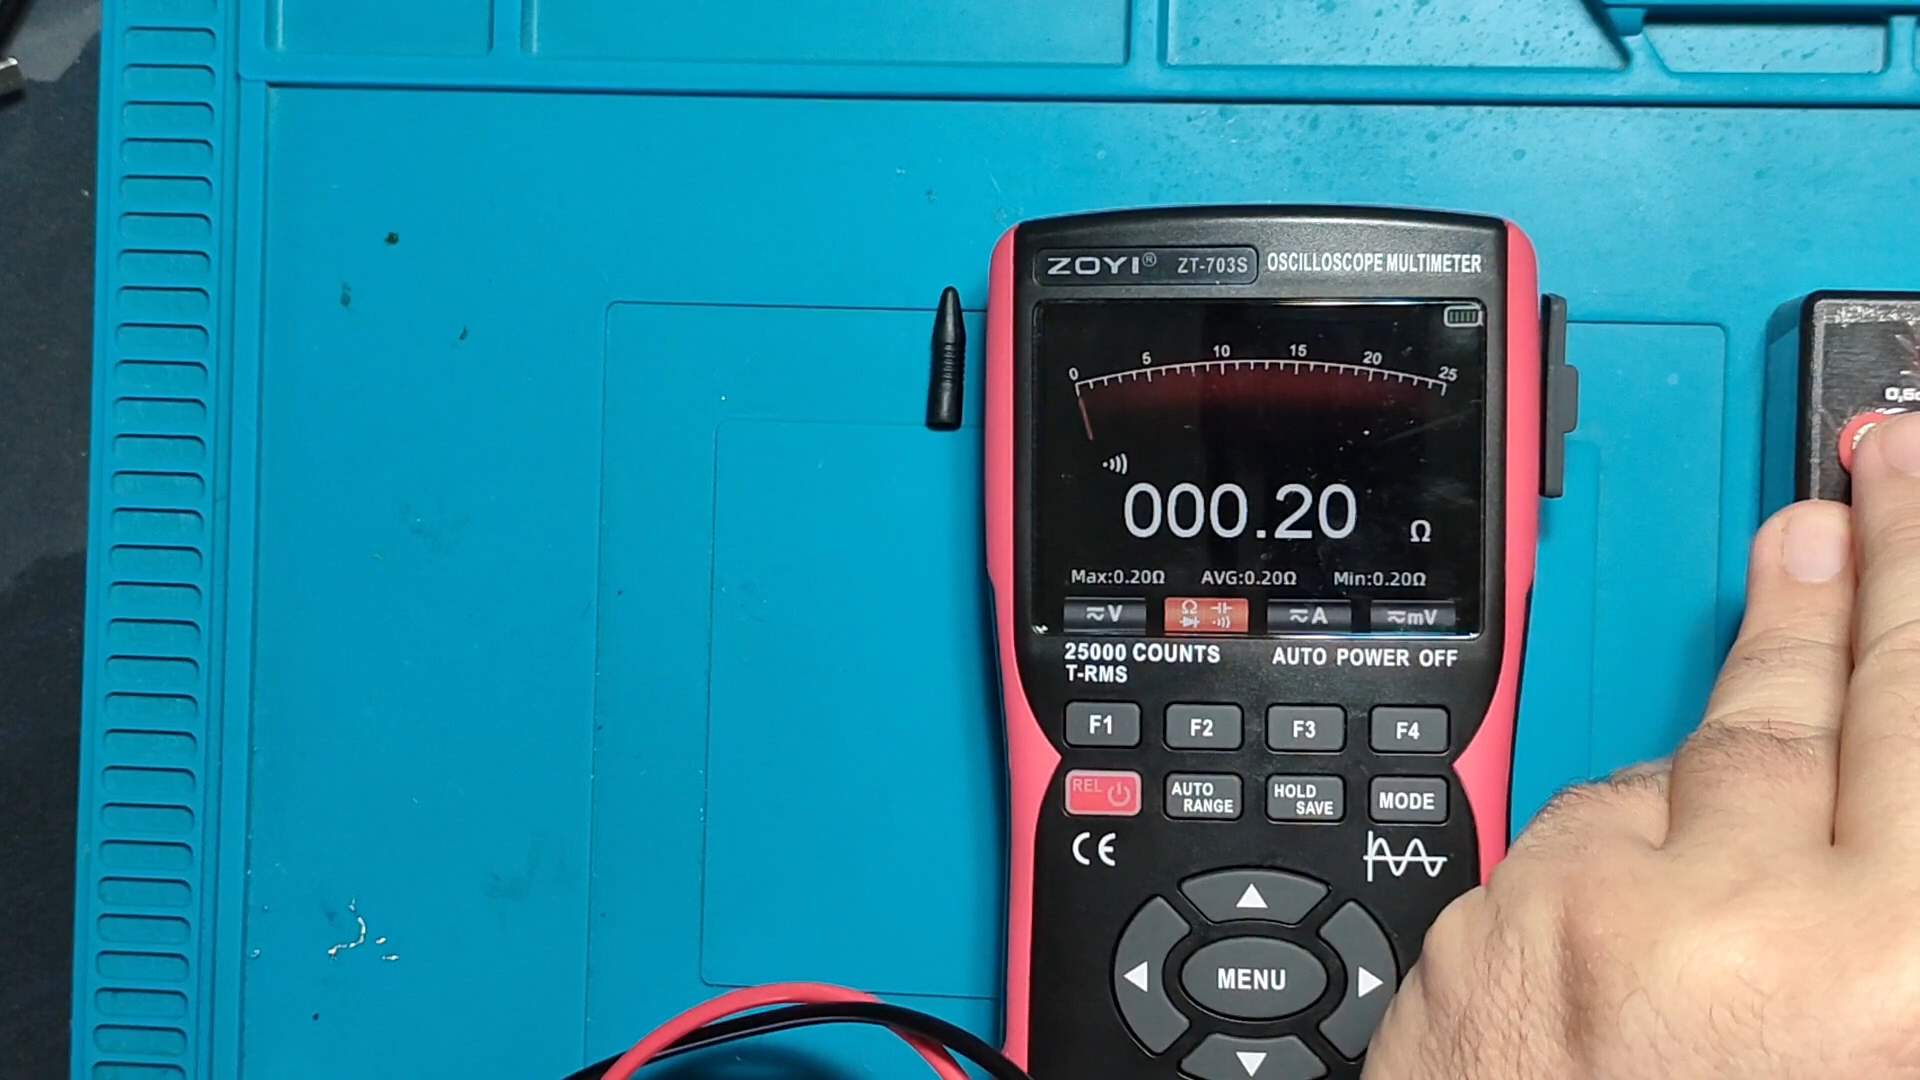 ZOYI® ZT-703S OSCILLOSCOPE MULTIMETER
0 5 10 15 20 25
000.20 Ω
Max:0.20Ω AVG:0.20Ω Min:0.20Ω
V Ω A mV
25000 COUNTS AUTO POWER OFF
T-RMS
F1 F2 F3 F4
REL AUTO RANGE HOLD SAVE MODE
CE
MENU